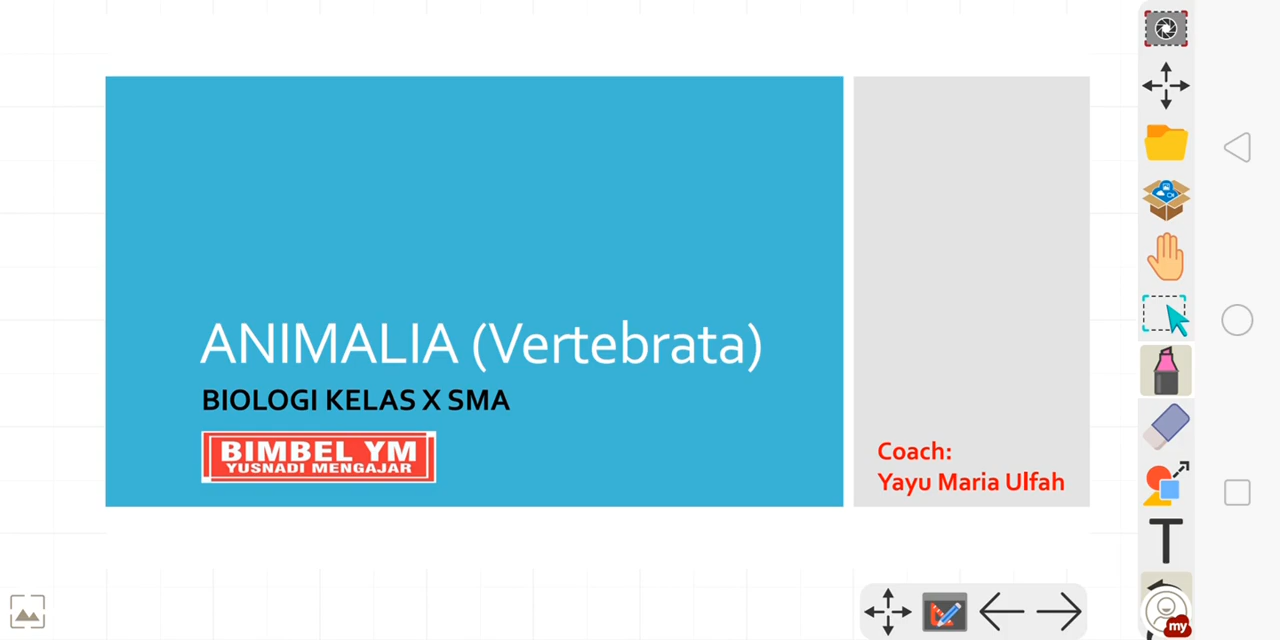 ANIMALIA (Vertebrata)
BIOLOGI KELAS X SMA
BIMBEL YM
YUSNADI MENGAJAR
Coach:
Yayu Maria Ulfah
T
my